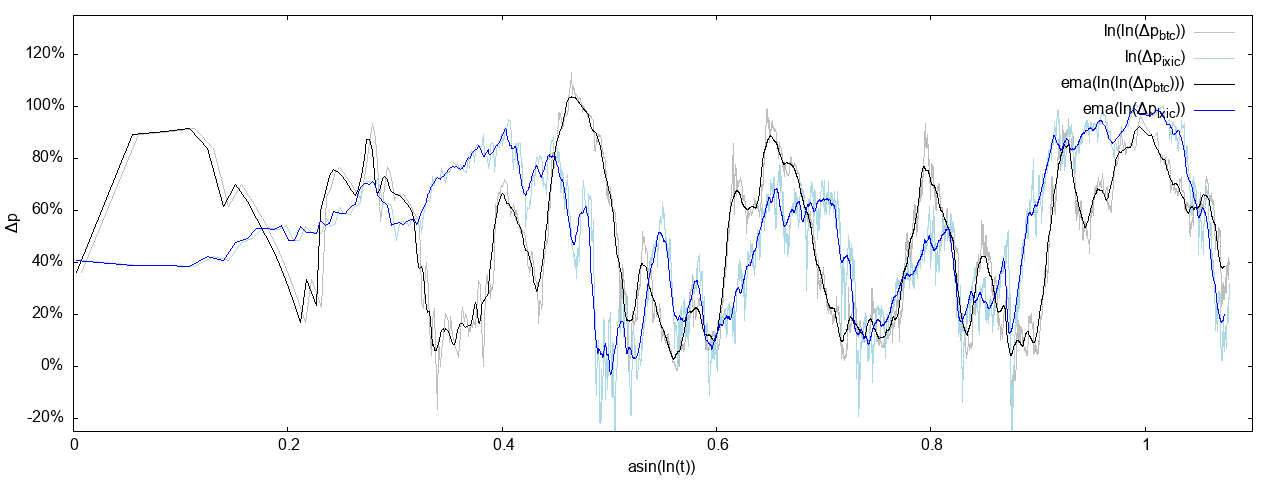 ln(ln(Δp_btc))
ln(Δp_ixic)
ema(ln(ln(Δp_btc)))
ema(ln(Δp_ixic))
120%
100%
80%
60%
40%
20%
0%
-20%
Δp
0 0.2 0.4 0.6 0.8 1
asin(ln(t))